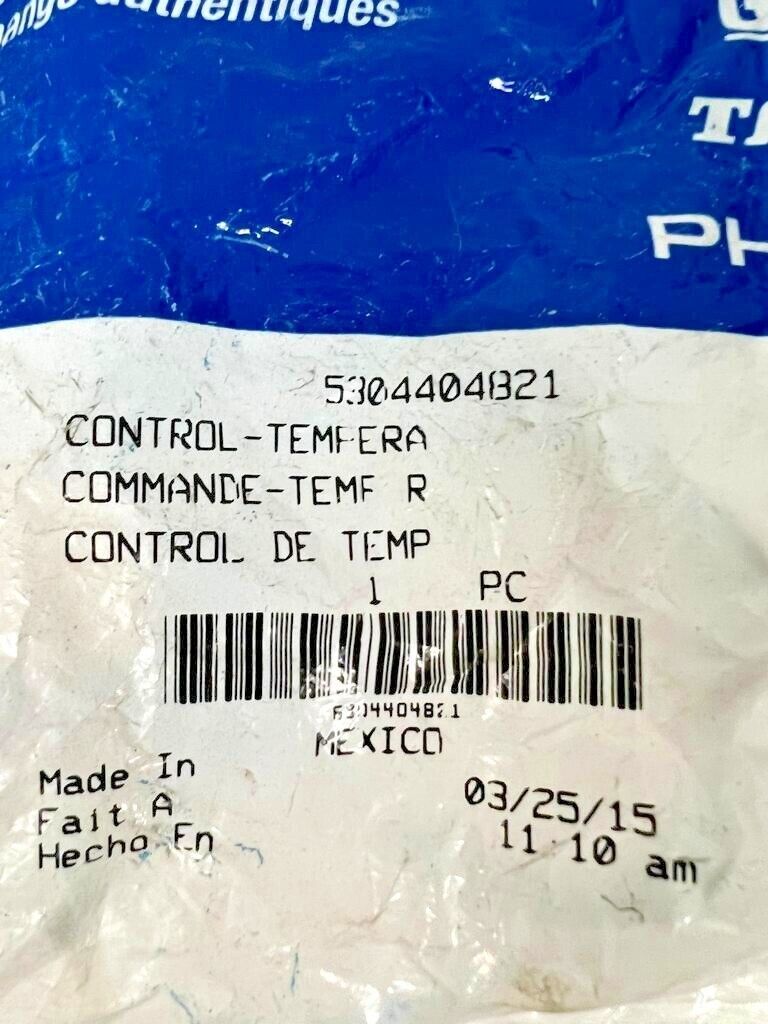 authentiques
5304404821
CONTROL-TEMPERA
COMMANDE-TEMP R
CONTROL DE TEMP
1 PC
5304404821
MEXICO
Made In
Fait A
Hecho En
03/25/15
11:10 am